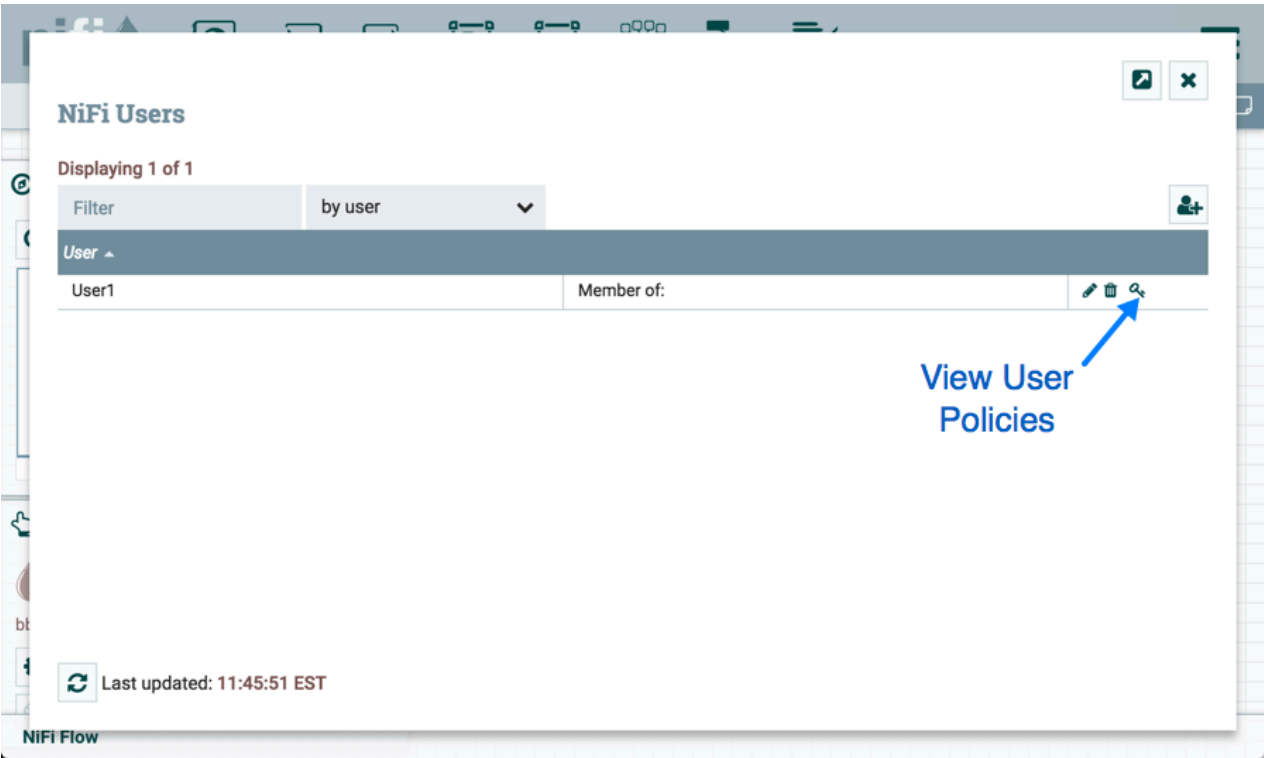 nifi
NiFi Users
Displaying 1 of 1
Filter
by user
User
User1
Member of:
View User
Policies
Last updated: 11:45:51 EST
NiFi Flow